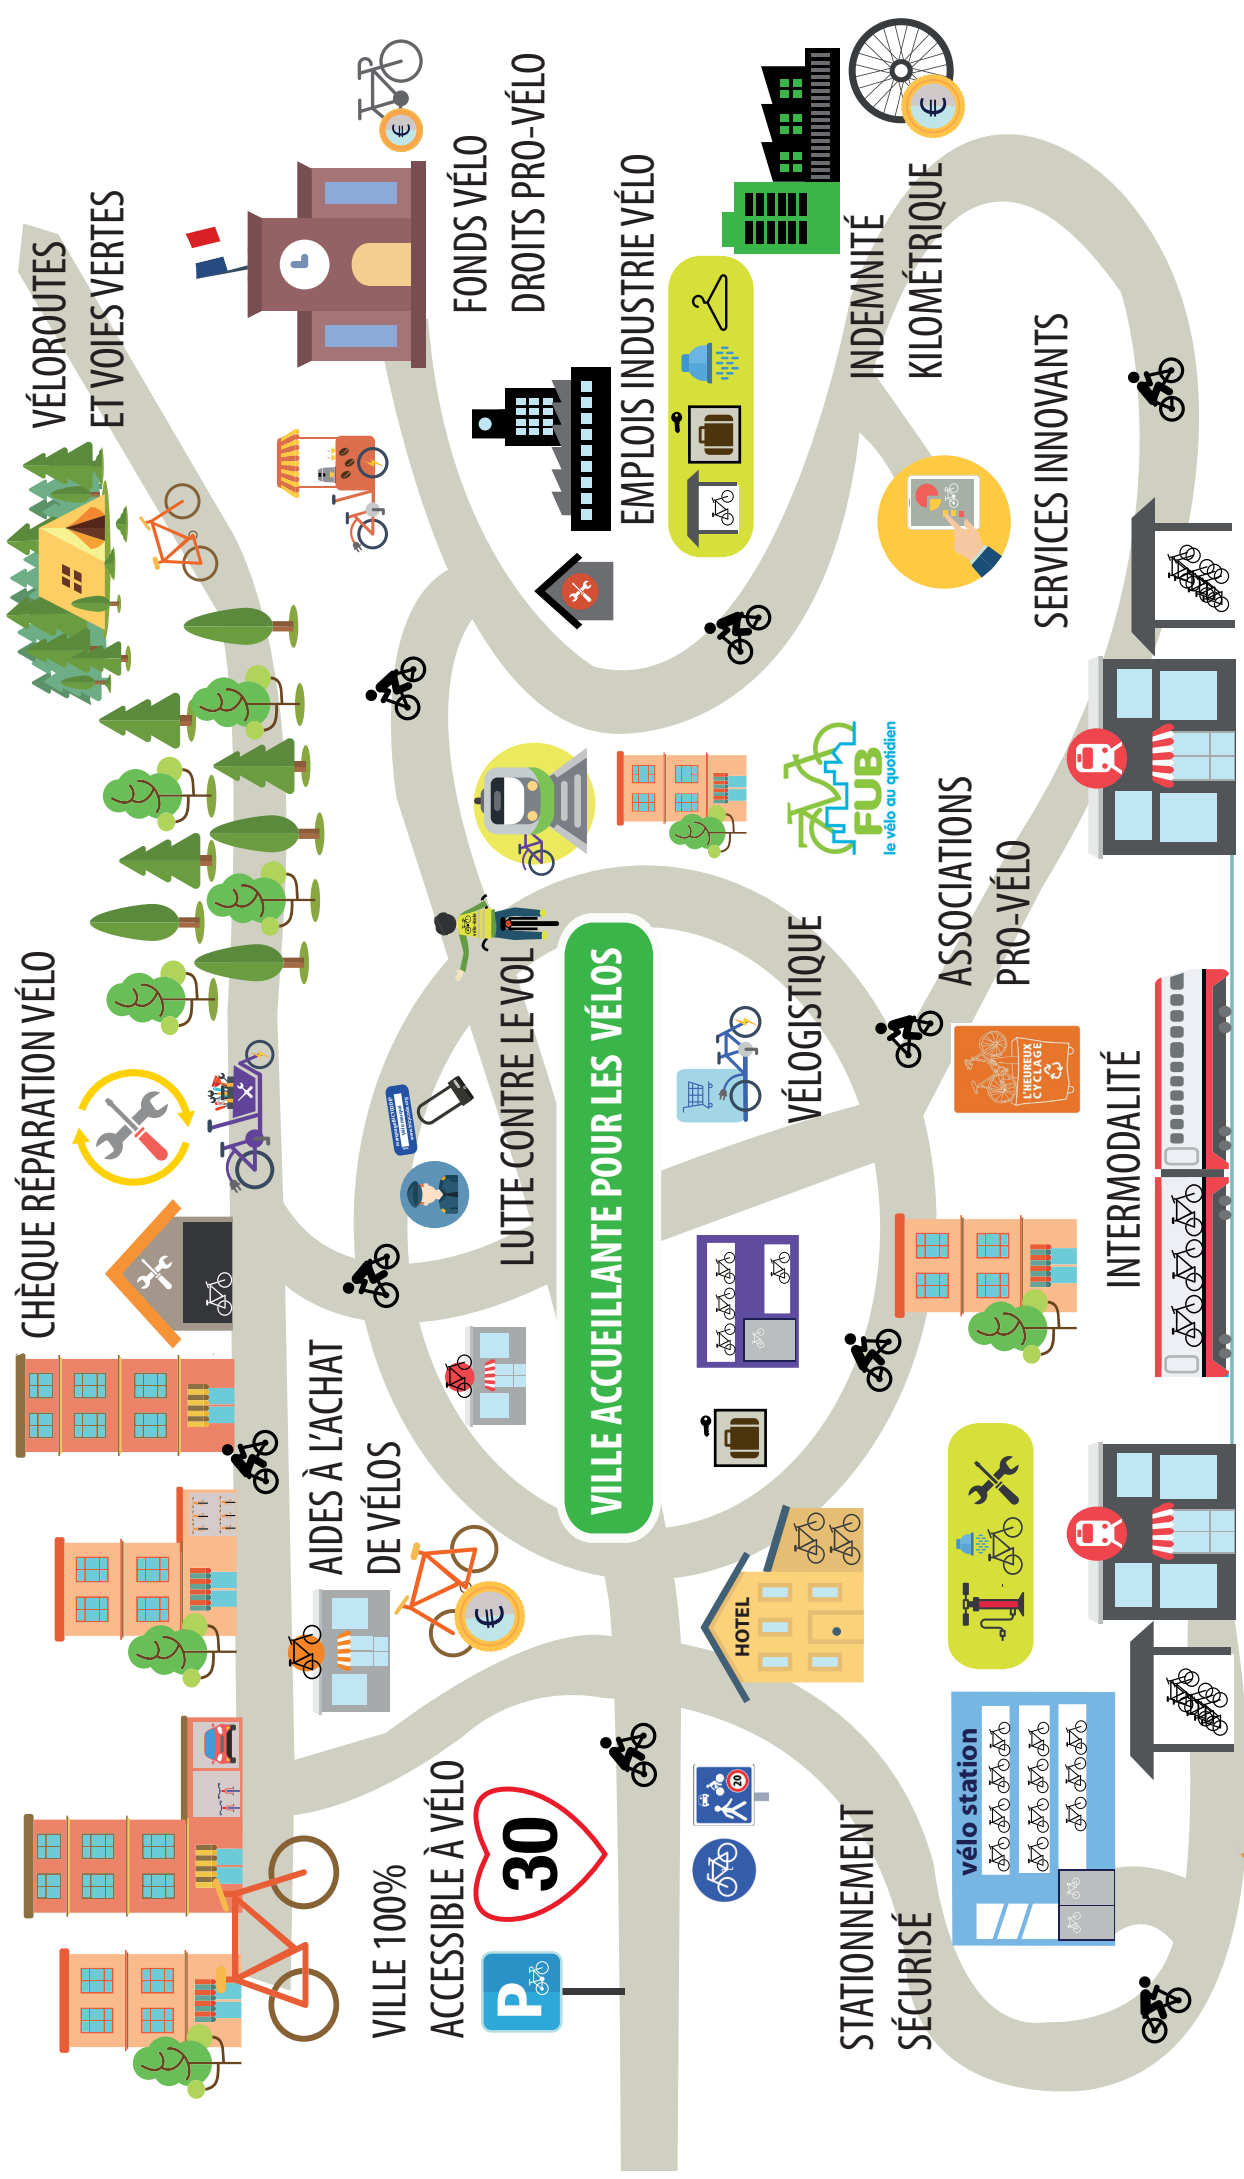 CHÈQUE RÉPARATION VÉLO
VÉLOROUTES
ET VOIES VERTES
AIDES À L'ACHAT
DE VÉLOS
VILLE 100%
ACCESSIBLE À VÉLO
30
P
LUTTE CONTRE LE VOL
FONDS VÉLO
DROITS PRO-VÉLO
VILLE ACCUEILLANTE POUR LES VÉLOS
EMPLOIS INDUSTRIE VÉLO
HOTEL
20
VÉLOGISTIQUE
FUB
le vélo au quotidien
INDEMNITÉ
KILOMÉTRIQUE
STATIONNEMENT
SÉCURISÉ
vélo station
ASSOCIATIONS
PRO-VÉLO
L'HEUREUX
CYCLAGE
SERVICES INNOVANTS
INTERMODALITÉ
€
€
€